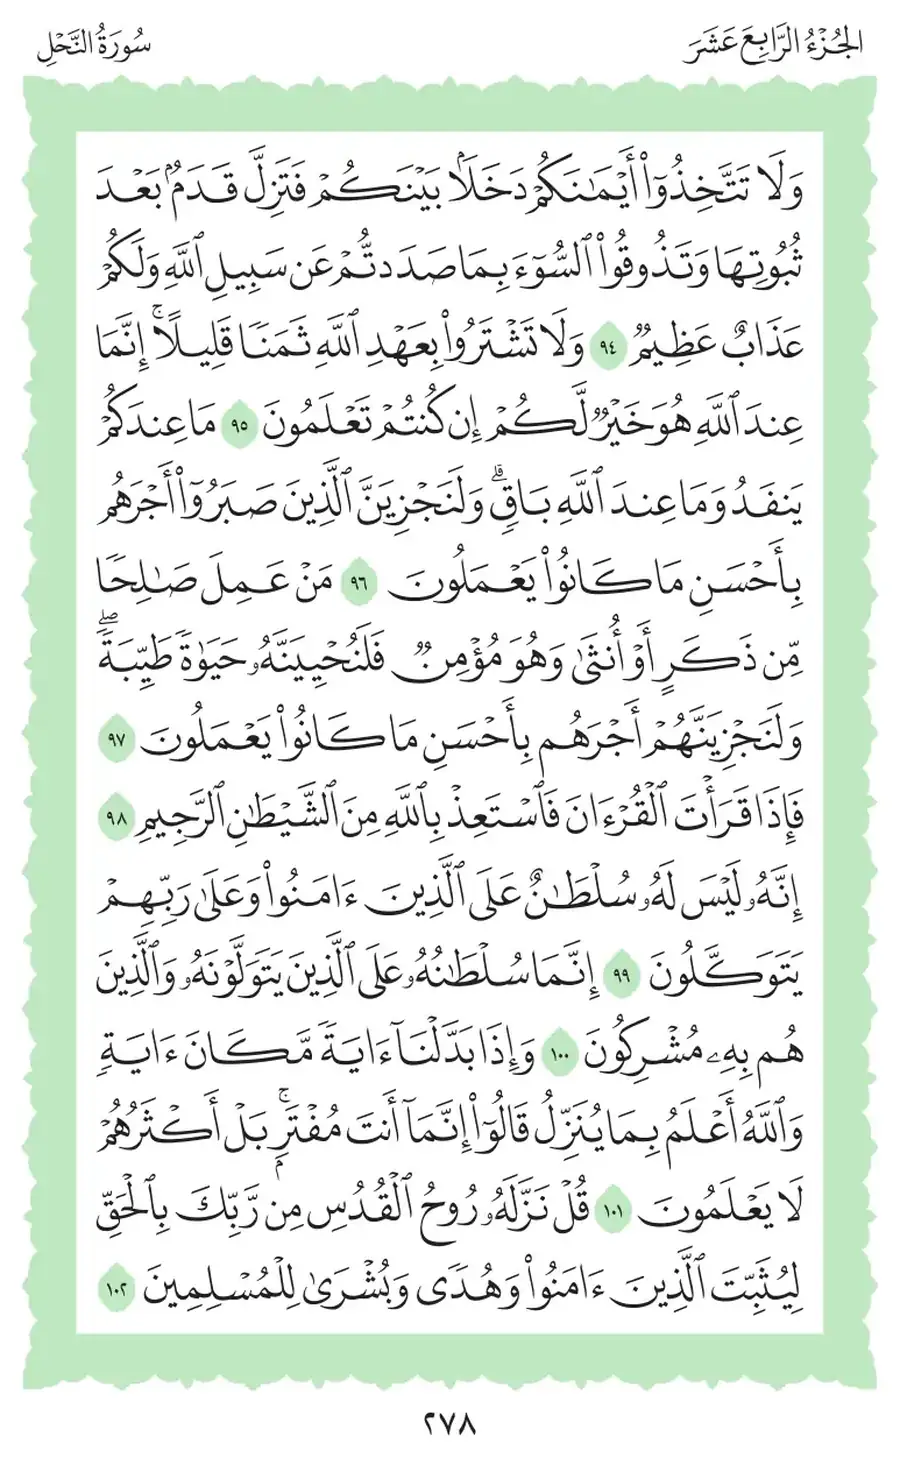 الجُزْءُ الرَّابِعَ عَشَرَ
سُورَةُ النَّحْلِ
وَلَا تَتَّخِذُوٓا۟ أَيْمَـٰنَكُمْ دَخَلًۢا بَيْنَكُمْ فَتَزِلَّ قَدَمٌۢ بَعْدَ
ثُبُوتِهَا وَتَذُوقُوا۟ ٱلسُّوٓءَ بِمَا صَدَدتُّمْ عَن سَبِيلِ ٱللَّهِ وَلَكُمْ
عَذَابٌ عَظِيمٌ ٩٤ وَلَا تَشْتَرُوا۟ بِعَهْدِ ٱللَّهِ ثَمَنًا قَلِيلًا ۚ إِنَّمَا
عِندَ ٱللَّهِ هُوَ خَيْرٌ لَّكُمْ إِن كُنتُمْ تَعْلَمُونَ ٩٥ مَا عِندَكُمْ
يَنفَدُ وَمَا عِندَ ٱللَّهِ بَاقٍ ۗ وَلَنَجْزِيَنَّ ٱلَّذِينَ صَبَرُوٓا۟ أَجْرَهُم
بِأَحْسَنِ مَا كَانُوا۟ يَعْمَلُونَ ٩٦ مَنْ عَمِلَ صَـٰلِحًا
مِّن ذَكَرٍ أَوْ أُنثَىٰ وَهُوَ مُؤْمِنٌ فَلَنُحْيِيَنَّهُۥ حَيَوٰةً طَيِّبَةً ۖ
وَلَنَجْزِيَنَّهُمْ أَجْرَهُم بِأَحْسَنِ مَا كَانُوا۟ يَعْمَلُونَ ٩٧
فَإِذَا قَرَأْتَ ٱلْقُرْءَانَ فَٱسْتَعِذْ بِٱللَّهِ مِنَ ٱلشَّيْطَـٰنِ ٱلرَّجِيمِ ٩٨
إِنَّهُۥ لَيْسَ لَهُۥ سُلْطَـٰنٌ عَلَى ٱلَّذِينَ ءَامَنُوا۟ وَعَلَىٰ رَبِّهِمْ
يَتَوَكَّلُونَ ٩٩ إِنَّمَا سُلْطَـٰنُهُۥ عَلَى ٱلَّذِينَ يَتَوَلَّوْنَهُۥ وَٱلَّذِينَ
هُم بِهِۦ مُشْرِكُونَ ١٠٠ وَإِذَا بَدَّلْنَآ ءَايَةً مَّكَانَ ءَايَةٍ
وَٱللَّهُ أَعْلَمُ بِمَا يُنَزِّلُ قَالُوٓا۟ إِنَّمَآ أَنتَ مُفْتَرٍۭ ۚ بَلْ أَكْثَرُهُمْ
لَا يَعْلَمُونَ ١٠١ قُلْ نَزَّلَهُۥ رُوحُ ٱلْقُدُسِ مِن رَّبِّكَ بِٱلْحَقِّ
لِيُثَبِّتَ ٱلَّذِينَ ءَامَنُوا۟ وَهُدًى وَبُشْرَىٰ لِلْمُسْلِمِينَ ١٠٢
٢٧٨